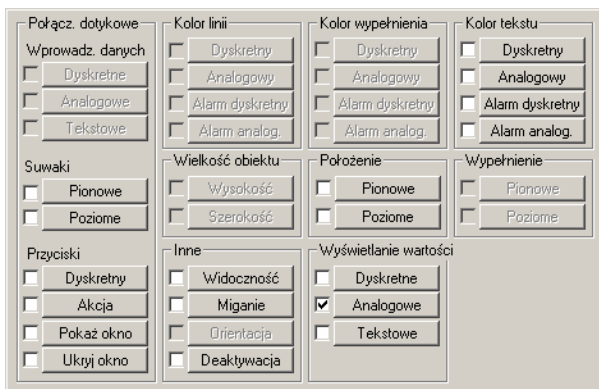 Połącz. dotykowe
Wprowadz. danych
Dyskretne
Analogowe
Tekstowe
Suwaki
Pionowe
Poziome
Przyciski
Dyskretny
Akcja
Pokaż okno
Ukryj okno
Kolor linii
Dyskretny
Analogowy
Alarm dyskretny
Alarm analog.
Kolor wypełnienia
Dyskretny
Analogowy
Alarm dyskretny
Alarm analog.
Kolor tekstu
Dyskretny
Analogowy
Alarm dyskretny
Alarm analog.
Wielkość obiektu
Wysokość
Szerokość
Położenie
Pionowe
Poziome
Wypełnienie
Pionowe
Poziome
Inne
Widoczność
Miganie
Orientacja
Deaktywacja
Wyświetlanie wartości
Dyskretne
Analogowe
Tekstowe